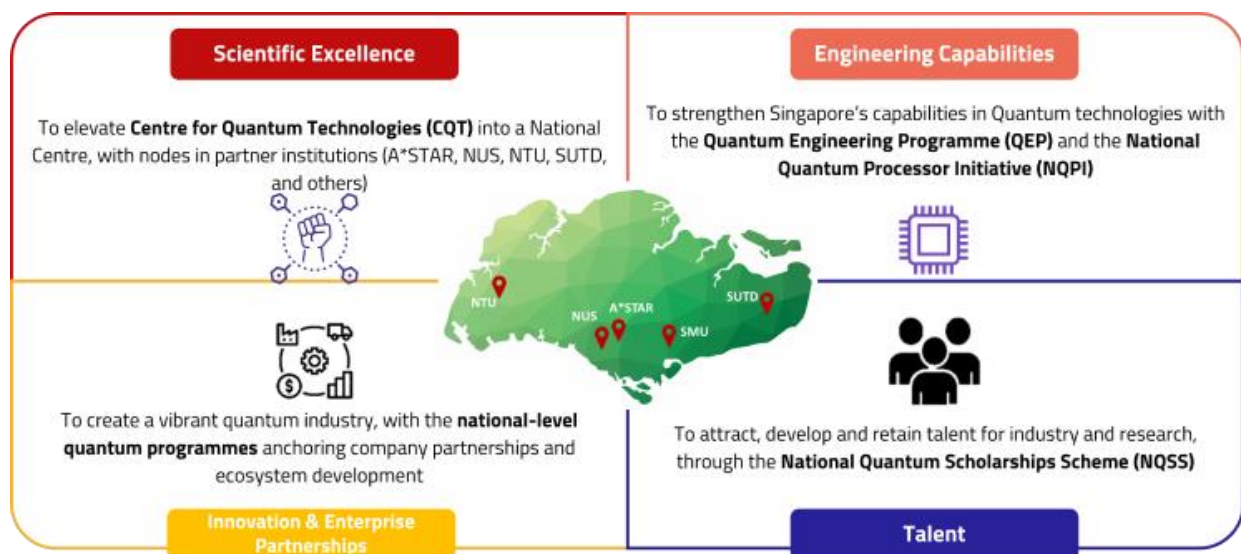 Scientific Excellence
To elevate Centre for Quantum Technologies (CQT) into a National
Centre, with nodes in partner institutions (A*STAR, NUS, NTU, SUTD,
and others)
Engineering Capabilities
To strengthen Singapore's capabilities in Quantum technologies with
the Quantum Engineering Programme (QEP) and the National
Quantum Processor Initiative (NQPI)
NTU
NUS
A*STAR
SMU
SUTD
$
To create a vibrant quantum industry, with the national-level
quantum programmes anchoring company partnerships and
ecosystem development
Innovation & Enterprise
Partnerships
To attract, develop and retain talent for industry and research,
through the National Quantum Scholarships Scheme (NQSS)
Talent